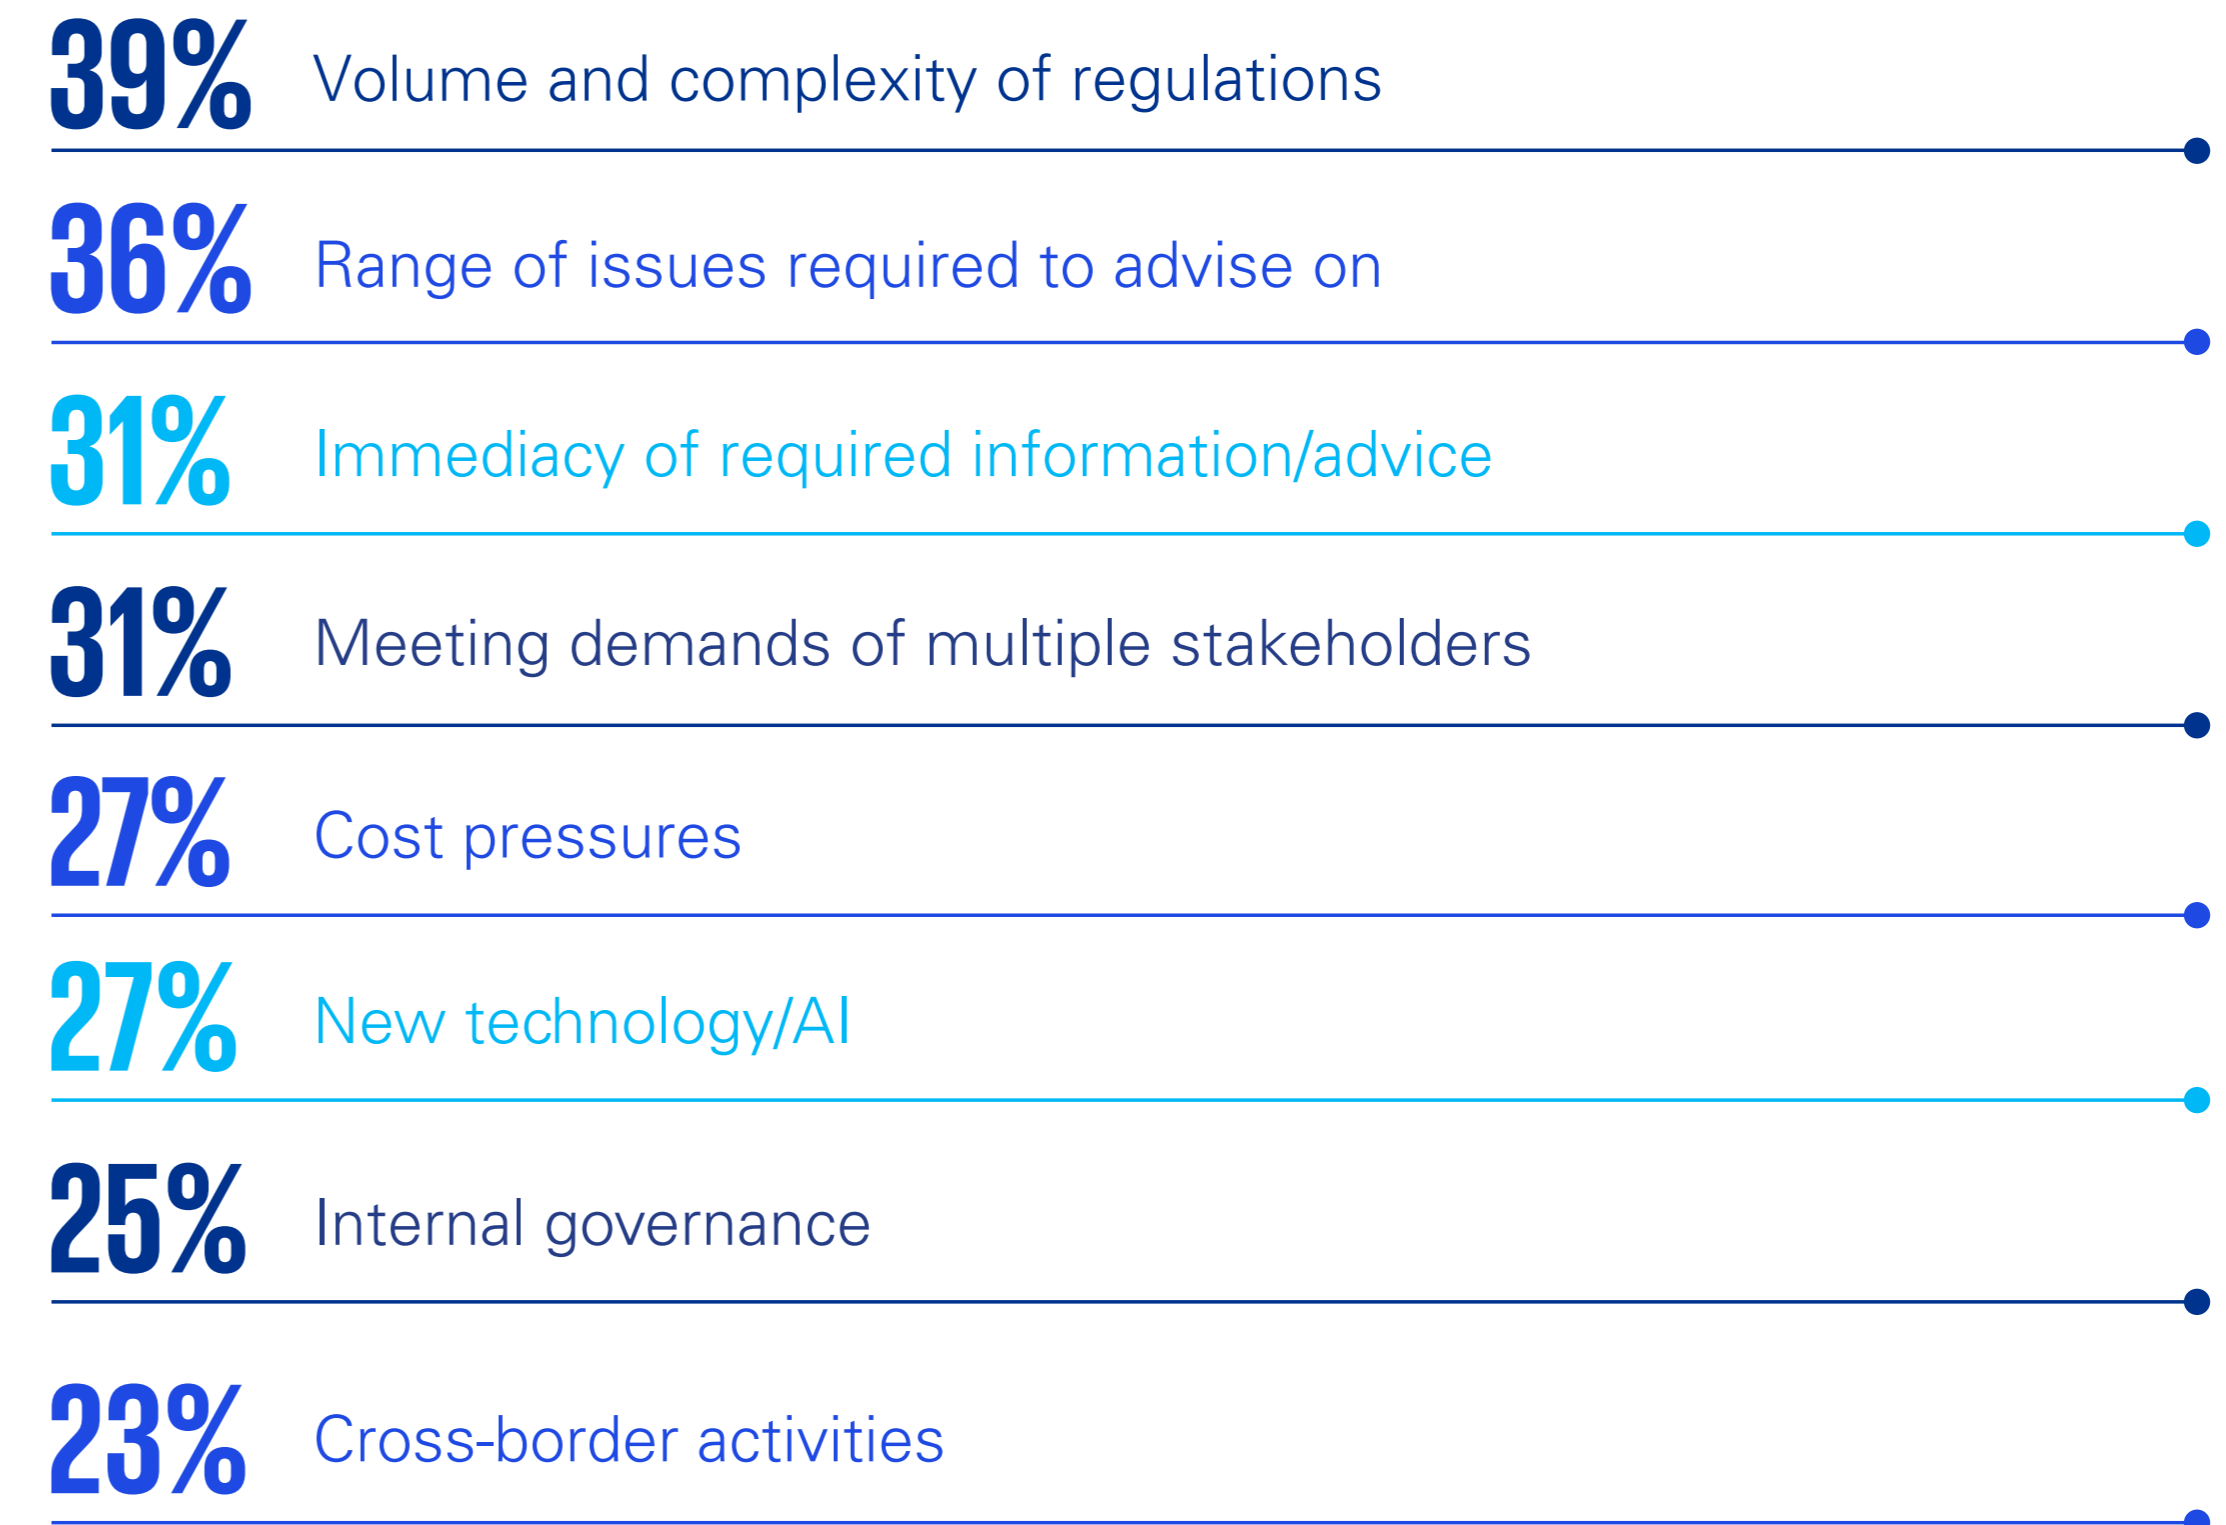 39% Volume and complexity of regulations
36% Range of issues required to advise on
31% Immediacy of required information/advice
31% Meeting demands of multiple stakeholders
27% Cost pressures
27% New technology/AI
25% Internal governance
23% Cross-border activities